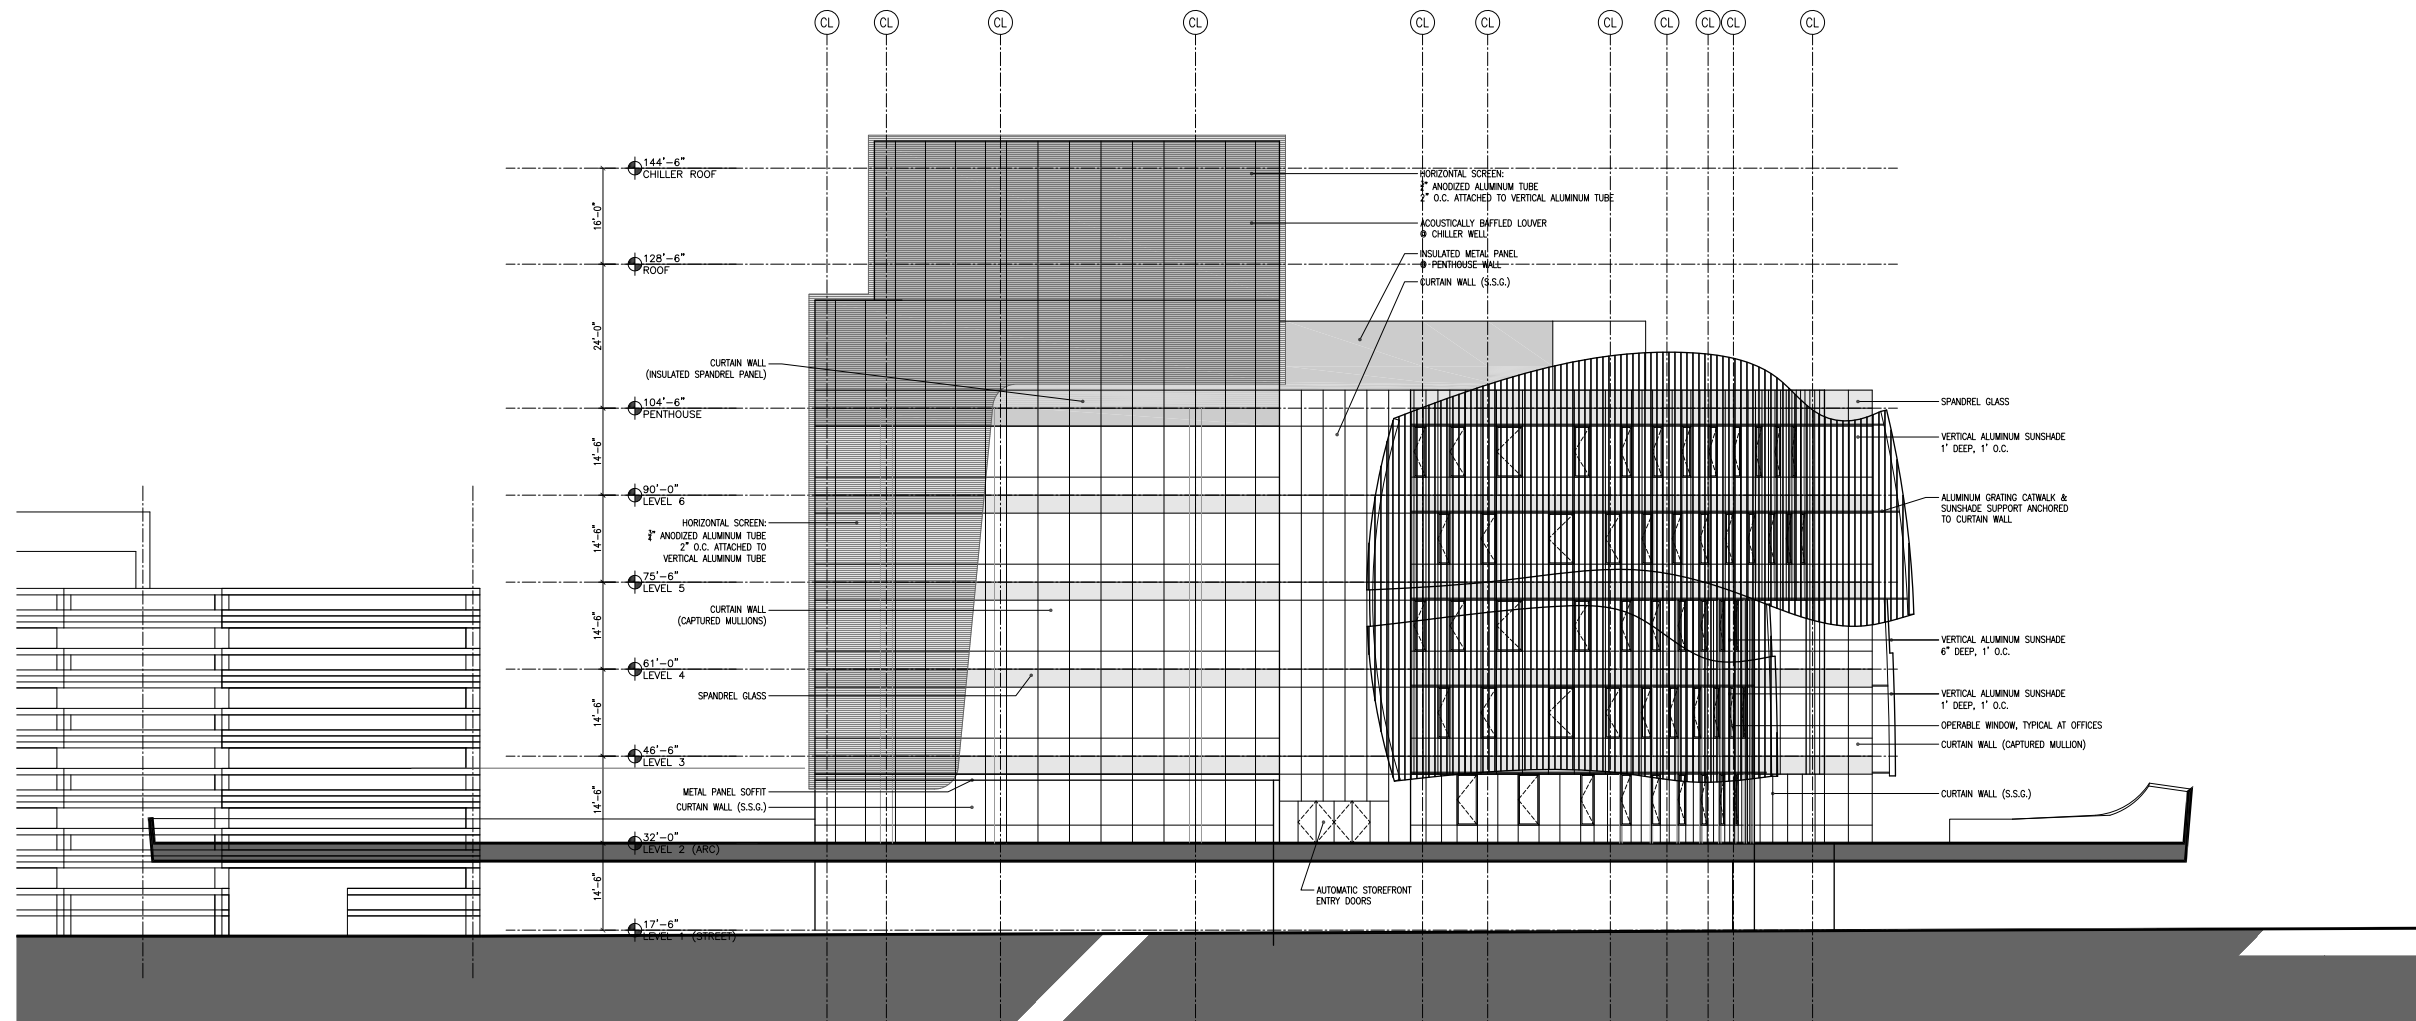 CL CL CL CL CL CL CL CL CL CL CL
144'-6"
CHILLER ROOF
16'-0"
128'-6"
ROOF
24'-0"
104'-6"
PENTHOUSE
14'-6"
90'-0"
LEVEL 6
14'-6"
75'-6"
LEVEL 5
14'-6"
61'-0"
LEVEL 4
14'-6"
46'-6"
LEVEL 3
14'-6"
32'-0"
LEVEL 2 (ARC)
14'-6"
17'-6"
LEVEL 1 (STREET)
CURTAIN WALL
(INSULATED SPANDREL PANEL)
HORIZONTAL SCREEN:
¾" ANODIZED ALUMINUM TUBE
2" O.C. ATTACHED TO
VERTICAL ALUMINUM TUBE
CURTAIN WALL
(CAPTURED MULLIONS)
SPANDREL GLASS
METAL PANEL SOFFIT
CURTAIN WALL (S.S.G.)
HORIZONTAL SCREEN:
¾" ANODIZED ALUMINUM TUBE
2" O.C. ATTACHED TO VERTICAL ALUMINUM TUBE
ACOUSTICALLY BAFFLED LOUVER
@ CHILLER WELL
INSULATED METAL PANEL
@ PENTHOUSE WALL
CURTAIN WALL (S.S.G.)
AUTOMATIC STOREFRONT
ENTRY DOORS
SPANDREL GLASS
VERTICAL ALUMINUM SUNSHADE
1' DEEP, 1' O.C.
ALUMINUM GRATING CATWALK &
SUNSHADE SUPPORT ANCHORED
TO CURTAIN WALL
VERTICAL ALUMINUM SUNSHADE
6" DEEP, 1' O.C.
VERTICAL ALUMINUM SUNSHADE
1' DEEP, 1' O.C.
OPERABLE WINDOW, TYPICAL AT OFFICES
CURTAIN WALL (CAPTURED MULLION)
CURTAIN WALL (S.S.G.)